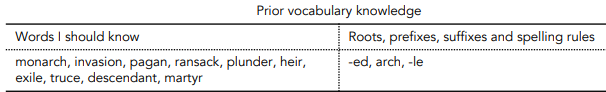 Prior vocabulary knowledge
Words I should know
Roots, prefixes, suffixes and spelling rules
monarch, invasion, pagan, ransack, plunder, heir,
exile, truce, descendant, martyr
-ed, arch, -le